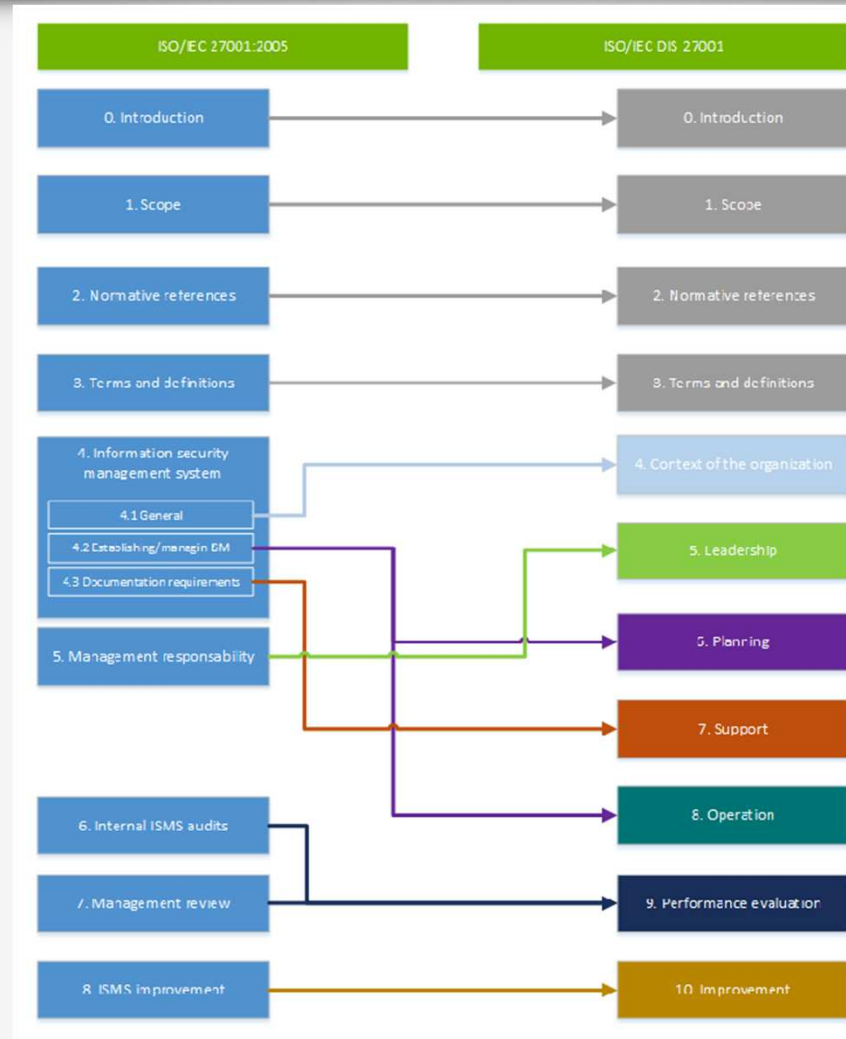 ISO/IEC 27001:2005
ISO/IEC DIS 27001
0. Introduction
0. Introduction
1. Scope
1. Scope
2. Normative references
2. Normative references
3. Terms and definitions
3. Terms and definitions
4. Information security
management system
4.1 General
4.2 Establishing/managin SM
4.3 Documentation requirements
4. Context of the organization
5. Leadership
5. Management responsability
6. Planning
7. Support
6. Internal ISMS audits
8. Operation
7. Management review
9. Performance evaluation
8. ISMS improvement
10. Improvement